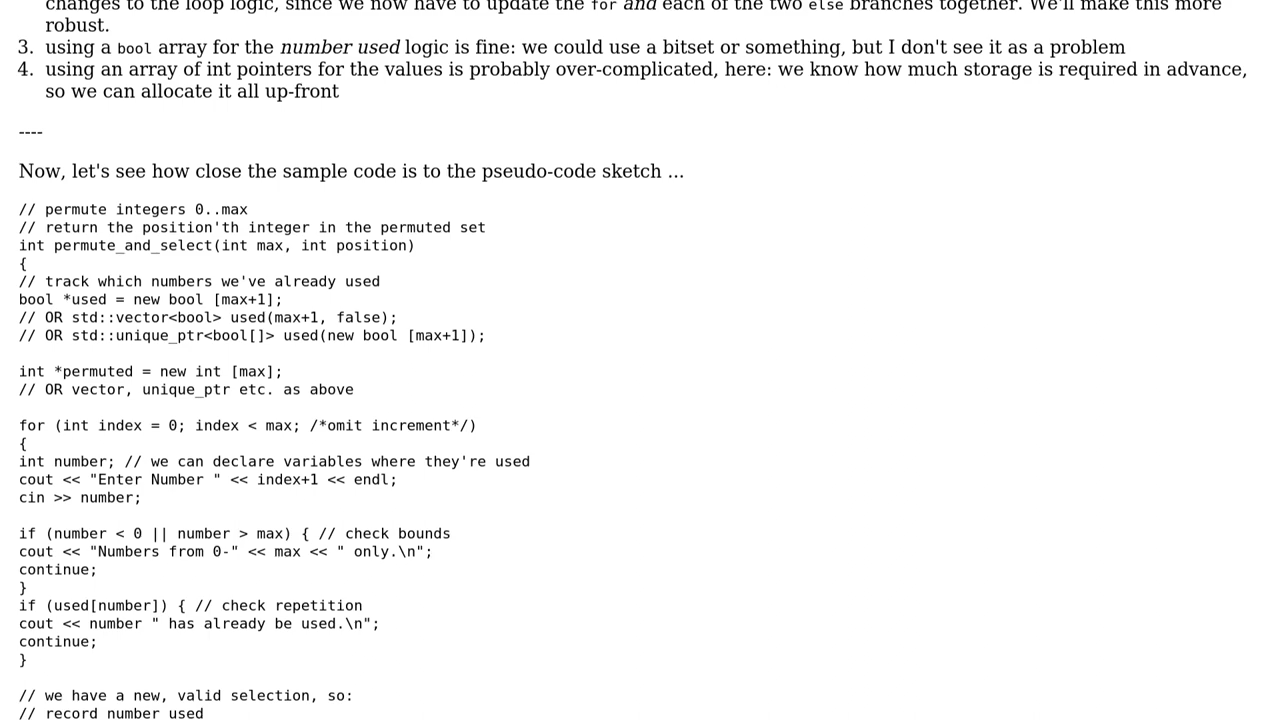 changes to the loop logic, since we now have to update the for and each of the two else branches together. We'll make this more
robust.
3. using a bool array for the number used logic is fine: we could use a bitset or something, but I don't see it as a problem
4. using an array of int pointers for the values is probably over-complicated, here: we know how much storage is required in advance,
so we can allocate it all up-front
----
Now, let's see how close the sample code is to the pseudo-code sketch ...
// permute integers 0..max
// return the position'th integer in the permuted set
int permute_and_select(int max, int position)
{
// track which numbers we've already used
bool *used = new bool [max+1];
// OR std::vector<bool> used(max+1, false);
// OR std::unique_ptr<bool[]> used(new bool [max+1]);
int *permuted = new int [max];
// OR vector, unique_ptr etc. as above
for (int index = 0; index < max; /*omit increment*/)
{
int number; // we can declare variables where they're used
cout << "Enter Number " << index+1 << endl;
cin >> number;
if (number < 0 || number > max) { // check bounds
cout << "Numbers from 0-" << max << " only.\n";
continue;
}
if (used[number]) { // check repetition
cout << number " has already be used.\n";
continue;
}
// we have a new, valid selection, so:
// record number used